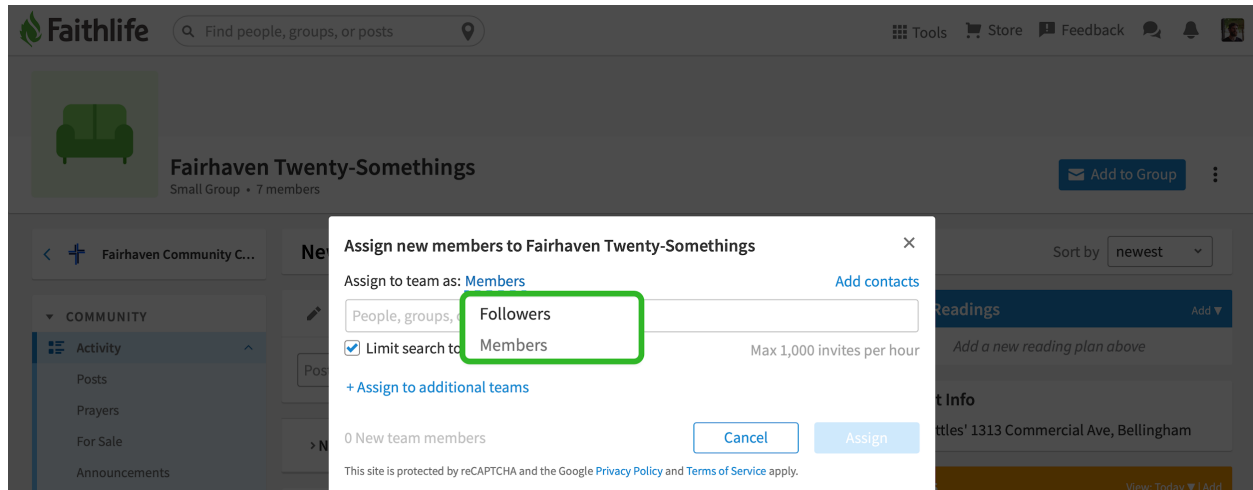 Faithlife
Find people, groups, or posts
Tools
Store
Feedback
Fairhaven Twenty-Somethings
Small Group • 7 members
Add to Group
Fairhaven Community C...
Sort by newest
COMMUNITY
Activity
Posts
Prayers
For Sale
Announcements
Assign new members to Fairhaven Twenty-Somethings
Assign to team as: Members
Add contacts
People, groups,
Followers
Members
Limit search to
Max 1,000 invites per hour
+ Assign to additional teams
0 New team members
Cancel
Assign
This site is protected by reCAPTCHA and the Google Privacy Policy and Terms of Service apply.
Readings
Add ▼
Add a new reading plan above
Info
1313 Commercial Ave, Bellingham
View: Today ▼ | Add